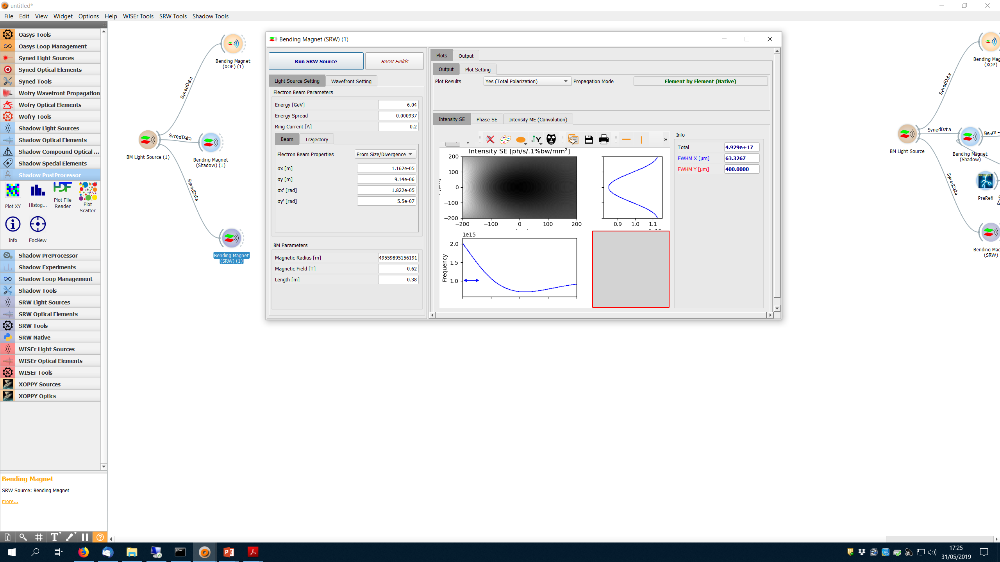 untitled*
File Edit View Widget Options Help WISEr Tools SRW Tools Shadow Tools
Oasys Tools
Oasys Loop Management
Syned Light Sources
Syned Optical Elements
Syned Tools
Wofry Wavefront Propagation
Wofry Optical Elements
Wofry Tools
Shadow Light Sources
Shadow Optical Elements
Shadow Compound Optical ...
Shadow Special Elements
Shadow PostProcessor
Plot XY
Histog...
Plot File
Reader
Plot
Scatter
Info
FocNew
Shadow PreProcessor
Shadow Experiments
Shadow Loop Management
Shadow Tools
SRW Light Sources
SRW Optical Elements
SRW Tools
SRW Native
WISEr Light Sources
WISEr Optical Elements
WISEr Tools
XOPPY Sources
XOPPY Optics
Bending Magnet
SRW Source: Bending Magnet
more...
Bending Magnet
(XOP) (1)
SynedData
SynedData
SynedData
BM Light Source (1)
Bending Magnet
(Shadow) (1)
Bending Magnet
(SRW) (1)
Bending Magnet (SRW) (1)
Run SRW Source
Reset Fields
Light Source Setting
Wavefront Setting
Electron Beam Parameters
Energy [GeV] 6.04
Energy Spread 0.000937
Ring Current [A] 0.2
Beam
Trajectory
Electron Beam Properties From Size/Divergence
σx [m] 1.162e-05
σy [m] 9.14e-06
σx' [rad] 1.822e-05
σy' [rad] 5.5e-07
BM Parameters
Magnetic Radius [m] 49559895156191
Magnetic Field [T] 0.62
Length [m] 0.38
Plots
Output
Output
Plot Setting
Plot Results Yes (Total Polarization) Propagation Mode Element by Element (Native)
Intensity SE
Phase SE
Intensity ME (Convolution)
Y
»
Intensity SE [ph/s/.1%bw/mm²]
200
100
0
−100
−200
−200 −100 0 100 200
0.9 1.0 1.1
1e15
2.0
1.5
1.0
Frequency
Info
Total 4.929e+17
FWHM X [µm] 63.3267
FWHM Y [µm] 400.0000
Bending Mag
(XOP)
SynedData
SynedData
SynedData
Beam
BM Light Source
Bending Magnet
(Shadow)
PREREFL
PreRefl
Bending Mag
(SRW)
17:25
31/05/2019